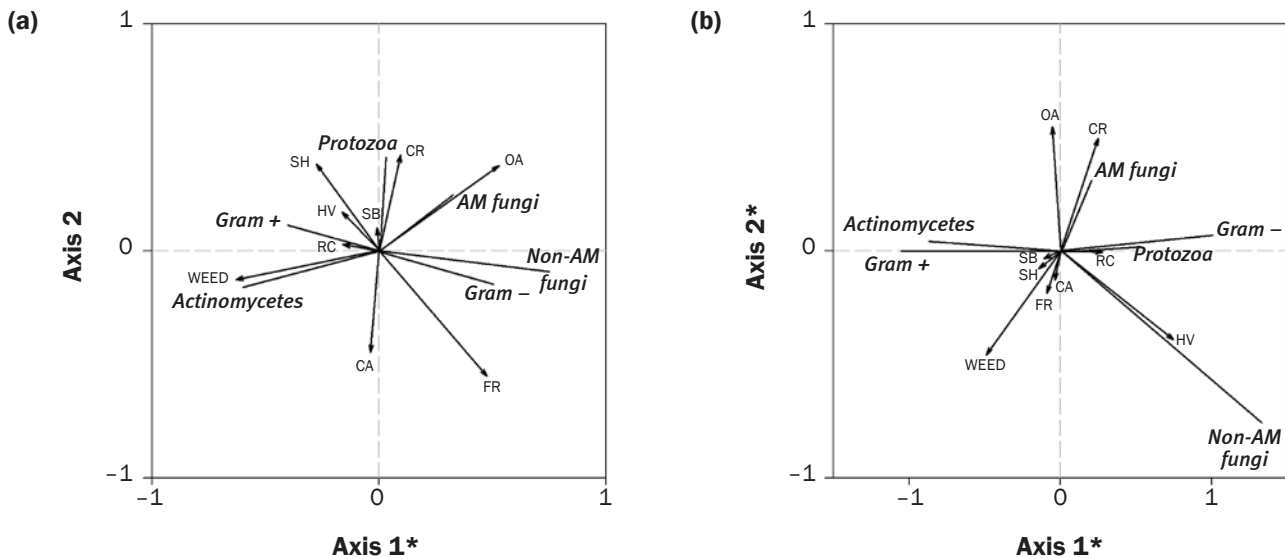 (a)
1
Protozoa
CR
SH
OA
AM fungi
HV
SB
Gram +
RC
0
Non-AM
fungi
WEED
Gram –
Actinomycetes
CA
FR
–1
–1
0
1
Axis 2
Axis 1*
(b)
1
OA
CR
AM fungi
Actinomycetes
Gram –
0
Protozoa
Gram +
SB
RC
SH
CA
FR
HV
WEED
Non-AM
fungi
–1
–1
0
1
Axis 2*
Axis 1*